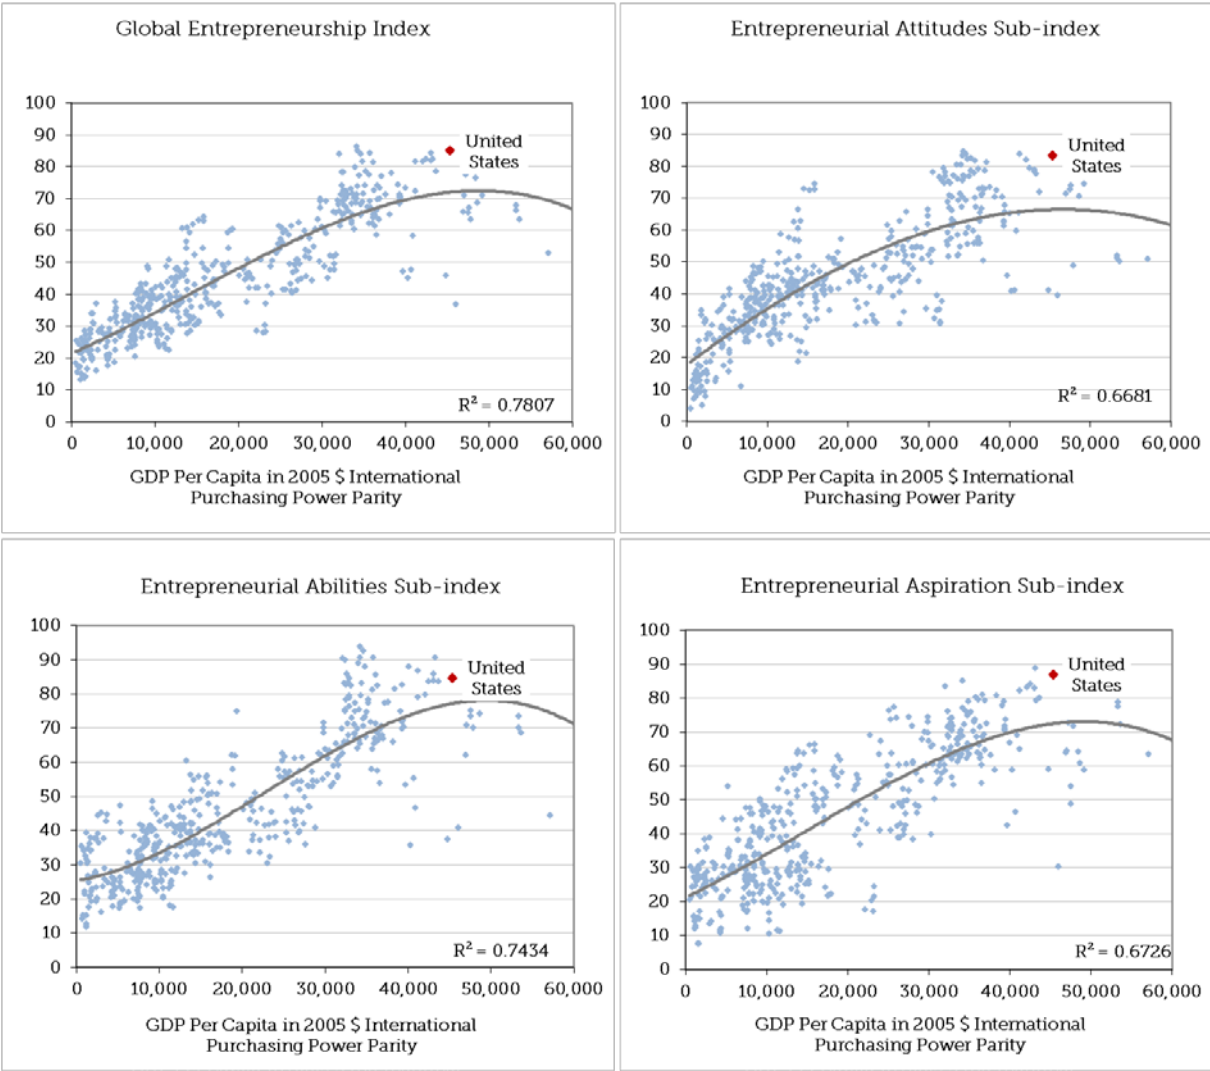 Global Entrepreneurship Index
100
90
80
70
60
50
40
30
20
10
0
United
States
R² = 0.7807
0 10,000 20,000 30,000 40,000 50,000 60,000
GDP Per Capita in 2005 $ International
Purchasing Power Parity
Entrepreneurial Attitudes Sub-index
100
90
80
70
60
50
40
30
20
10
0
United
States
R² = 0.6681
0 10,000 20,000 30,000 40,000 50,000 60,000
GDP Per Capita in 2005 $ International
Purchasing Power Parity
Entrepreneurial Abilities Sub-index
100
90
80
70
60
50
40
30
20
10
0
United
States
R² = 0.7434
0 10,000 20,000 30,000 40,000 50,000 60,000
GDP Per Capita in 2005 $ International
Purchasing Power Parity
Entrepreneurial Aspiration Sub-index
100
90
80
70
60
50
40
30
20
10
0
United
States
R² = 0.6726
0 10,000 20,000 30,000 40,000 50,000 60,000
GDP Per Capita in 2005 $ International
Purchasing Power Parity